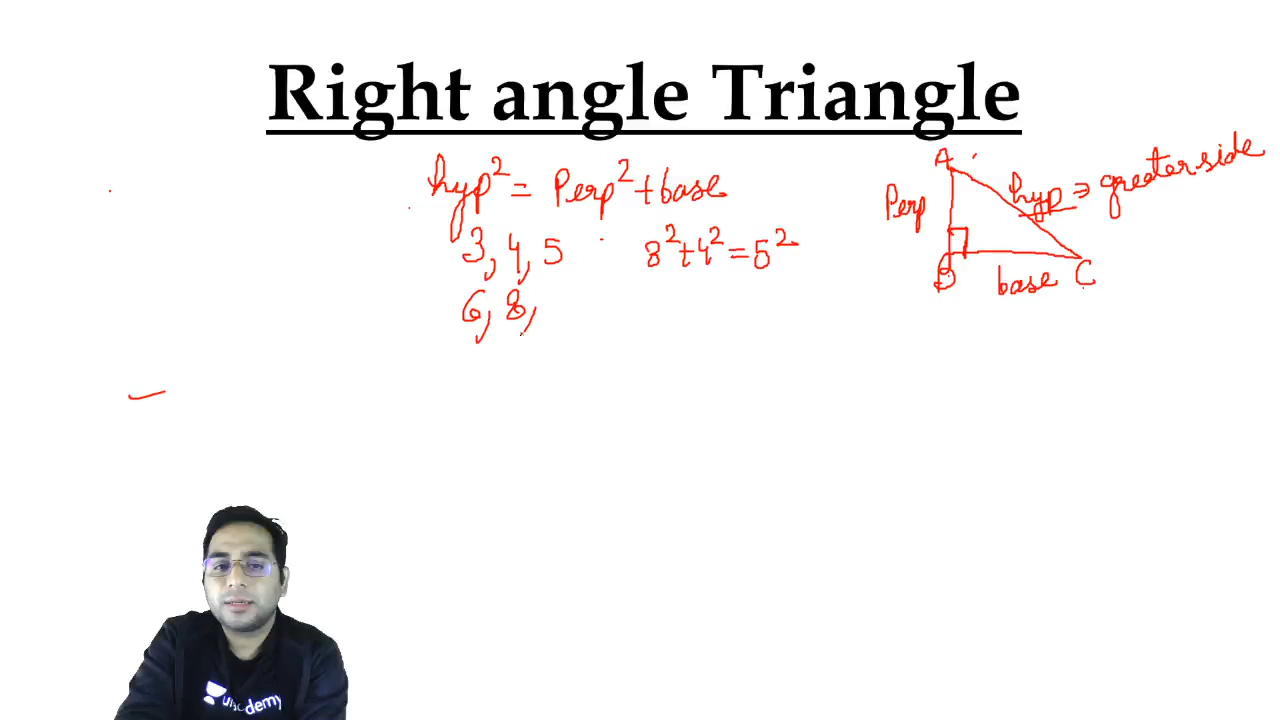 Right angle Triangle
hyp² = Perp² + base
3, 4, 5
8² + 4² = 5²
6, 8,
A
hyp ⇒ greater side
Perp
B
base
C
unacademy